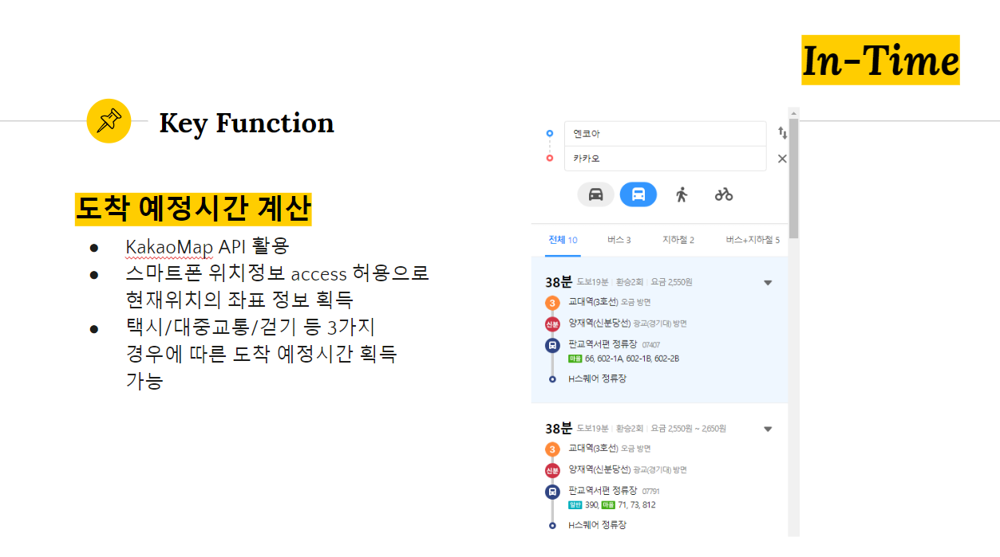 In-Time
Key Function
도착 예정시간 계산
● KakaoMap API 활용
● 스마트폰 위치정보 access 허용으로
현재위치의 좌표 정보 획득
● 택시/대중교통/걷기 등 3가지
경우에 따른 도착 예정시간 획득
가능
엔코아
카카오
전체 10 버스 3 지하철 2 버스+지하철 5
38분 도보19분 환승2회 요금 2,550원
3 교대역(3호선) 오금 방면
신분 양재역(신분당선) 광교(경기대) 방면
판교역서편 정류장 07407
마을 66, 602-1A, 602-1B, 602-2B
H스퀘어 정류장
38분 도보19분 환승2회 요금 2,550원 ~ 2,650원
3 교대역(3호선) 오금 방면
신분 양재역(신분당선) 광교(경기대) 방면
판교역서편 정류장 07791
일반 390, 마을 71, 73, 812
H스퀘어 정류장